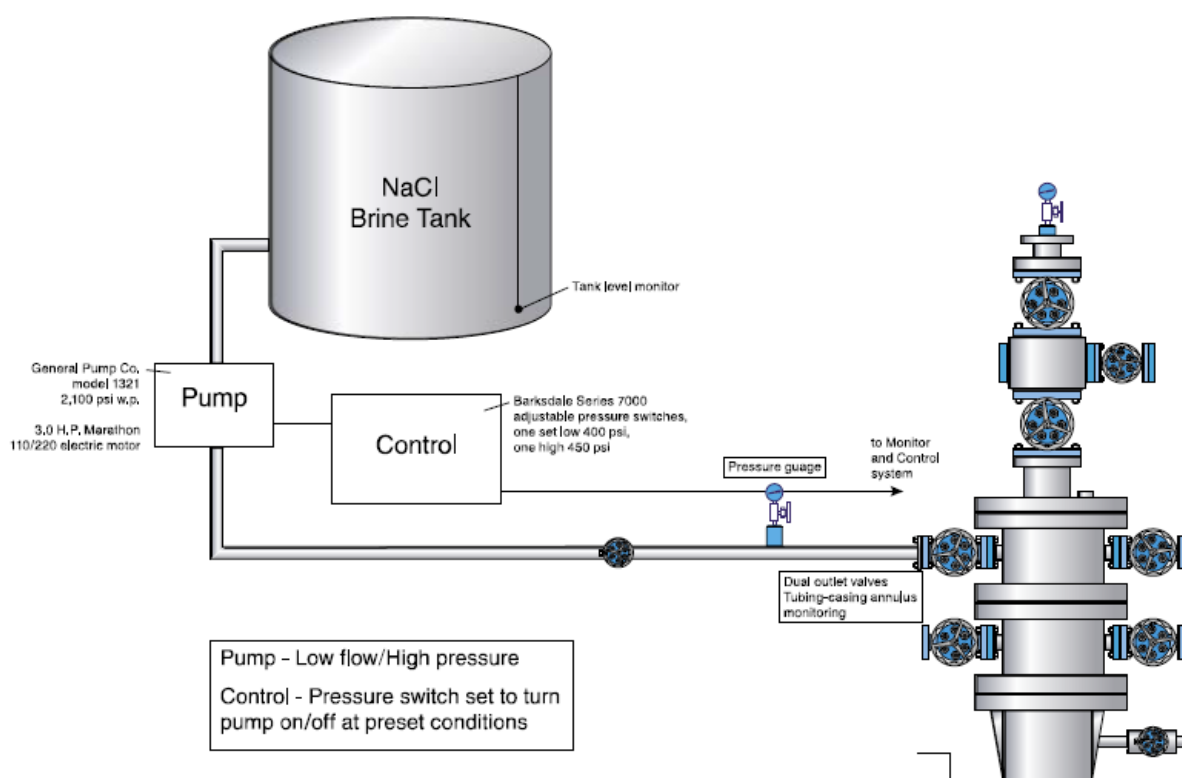 NaCl
Brine Tank
Tank level monitor
General Pump Co.
model 1321
2,100 psi w.p.
3.0 H.P. Marathon
110/220 electric motor
Pump
Control
Barksdale Series 7000
adjustable pressure switches,
one set low 400 psi,
one high 450 psi
Pressure guage
to Monitor
and Control
system
Dual outlet valves
Tubing-casing annulus
monitoring
Pump - Low flow/High pressure
Control - Pressure switch set to turn
pump on/off at preset conditions